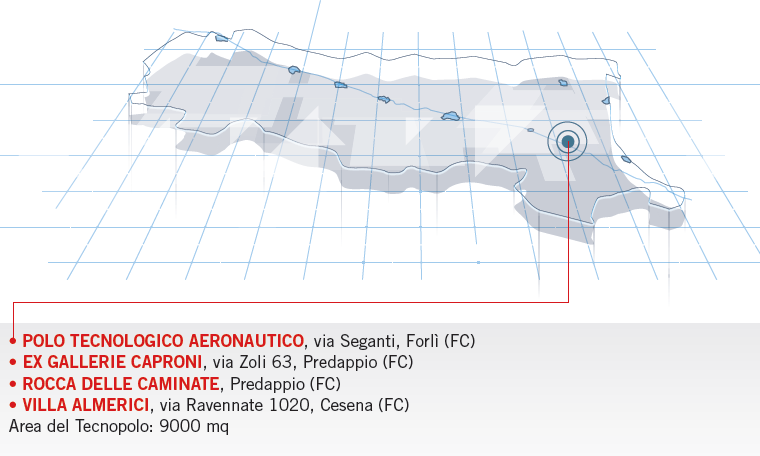 • POLO TECNOLOGICO AERONAUTICO, via Seganti, Forlì (FC)
• EX GALLERIE CAPRONI, via Zoli 63, Predappio (FC)
• ROCCA DELLE CAMINATE, Predappio (FC)
• VILLA ALMERICI, via Ravennate 1020, Cesena (FC)
Area del Tecnopolo: 9000 mq